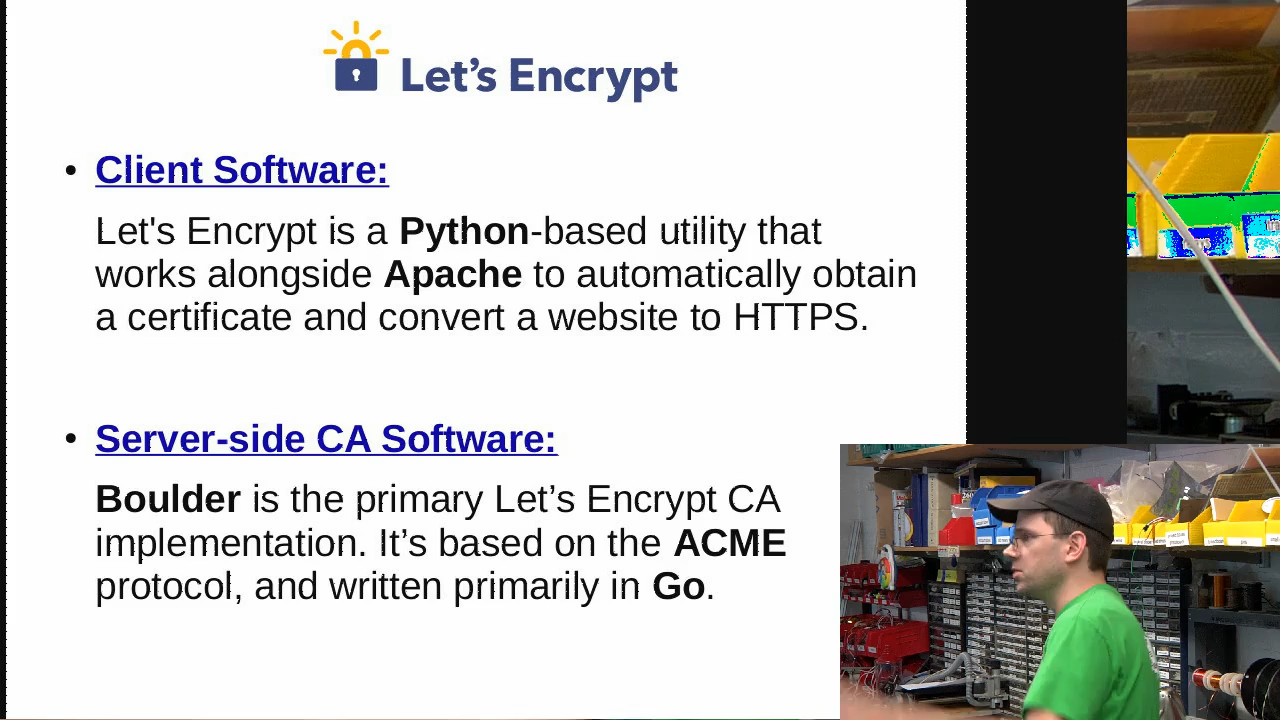 Let's Encrypt
• Client Software:
Let's Encrypt is a Python-based utility that
works alongside Apache to automatically obtain
a certificate and convert a website to HTTPS.
• Server-side CA Software:
Boulder is the primary Let’s Encrypt CA
implementation. It’s based on the ACME
protocol, and written primarily in Go.